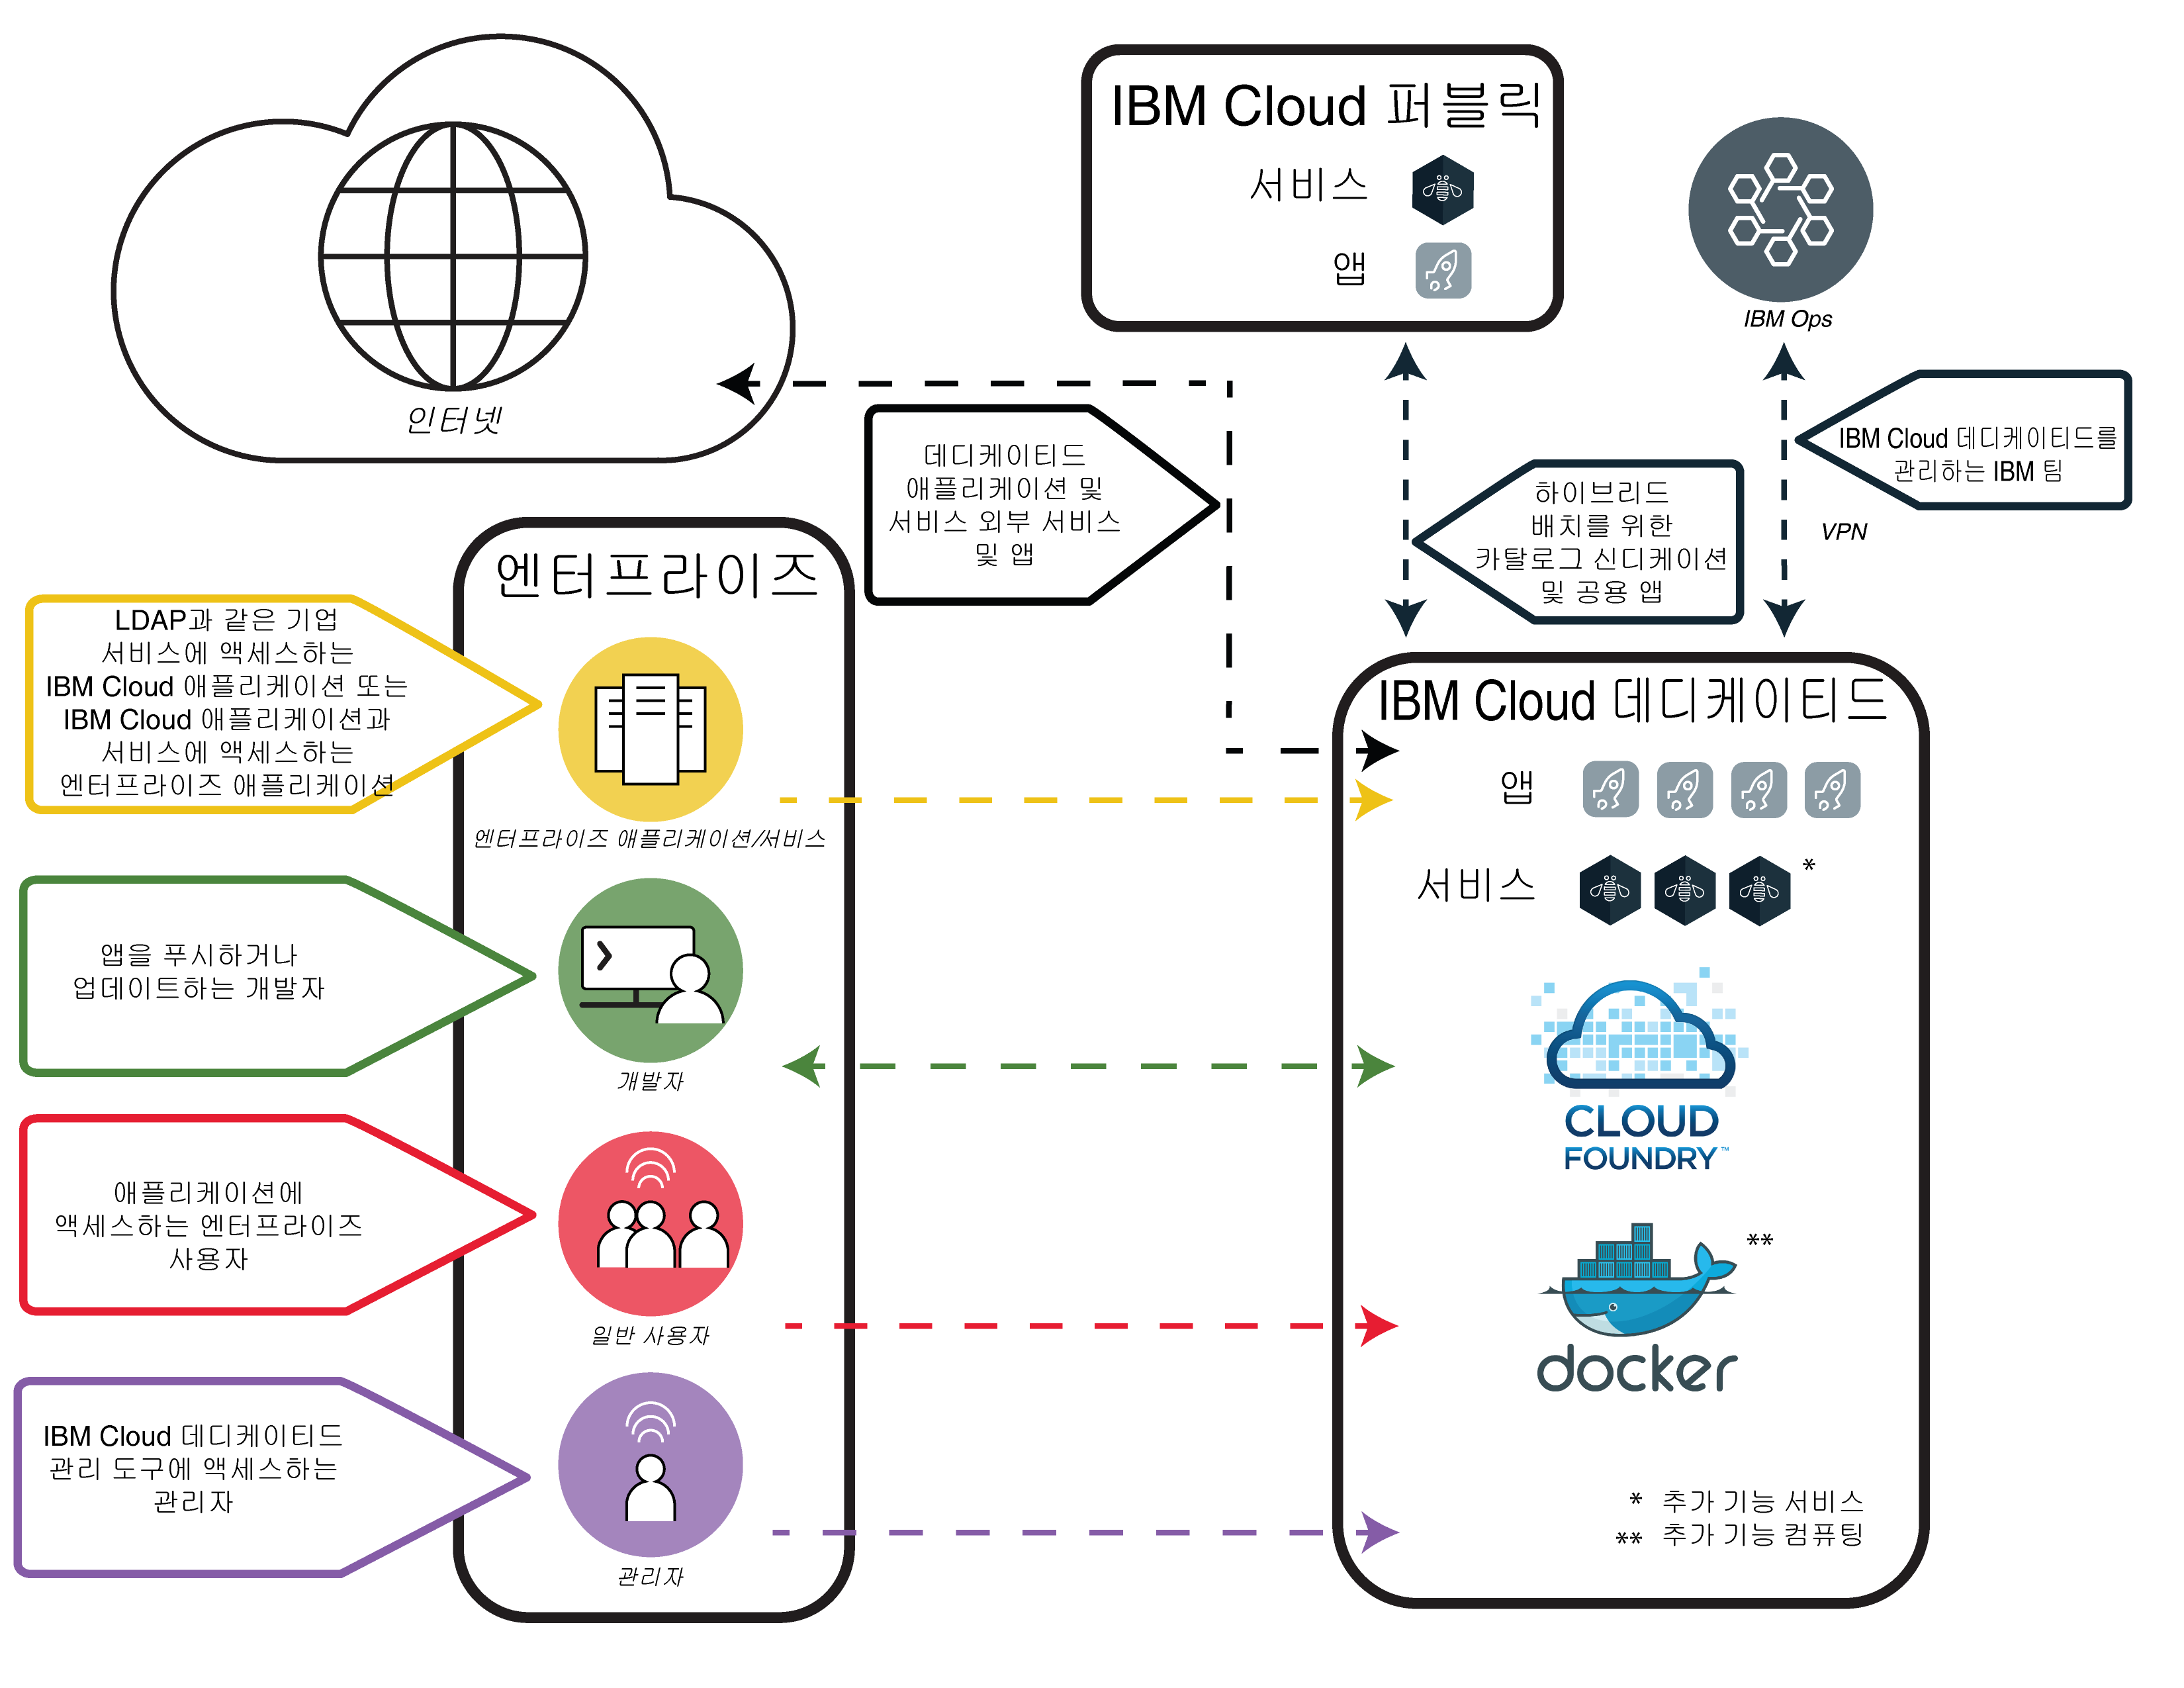 인터넷
IBM Cloud 퍼블릭
서비스
앱
IBM Ops
IBM Cloud 데디케이티드를
관리하는 IBM 팀
VPN
데디케이티드
애플리케이션 및
서비스 외부 서비스
및 앱
하이브리드
배치를 위한
카탈로그 신디케이션
및 공용 앱
엔터프라이즈
LDAP과 같은 기업
서비스에 액세스하는
IBM Cloud 애플리케이션 또는
IBM Cloud 애플리케이션과
서비스에 액세스하는
엔터프라이즈 애플리케이션
엔터프라이즈 애플리케이션/서비스
앱을 푸시하거나
업데이트하는 개발자
개발자
애플리케이션에
액세스하는 엔터프라이즈
사용자
일반 사용자
IBM Cloud 데디케이티드
관리 도구에 액세스하는
관리자
관리자
IBM Cloud 데디케이티드
앱
서비스 *
CLOUD
FOUNDRY™
**
docker
* 추가 기능 서비스
** 추가 기능 컴퓨팅